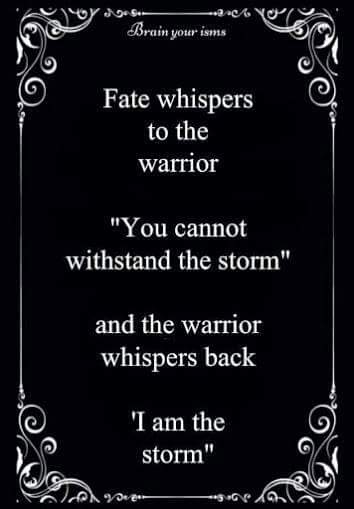 Brain your isms
Fate whispers
to the
warrior
"You cannot
withstand the storm"
and the warrior
whispers back
'I am the
storm"